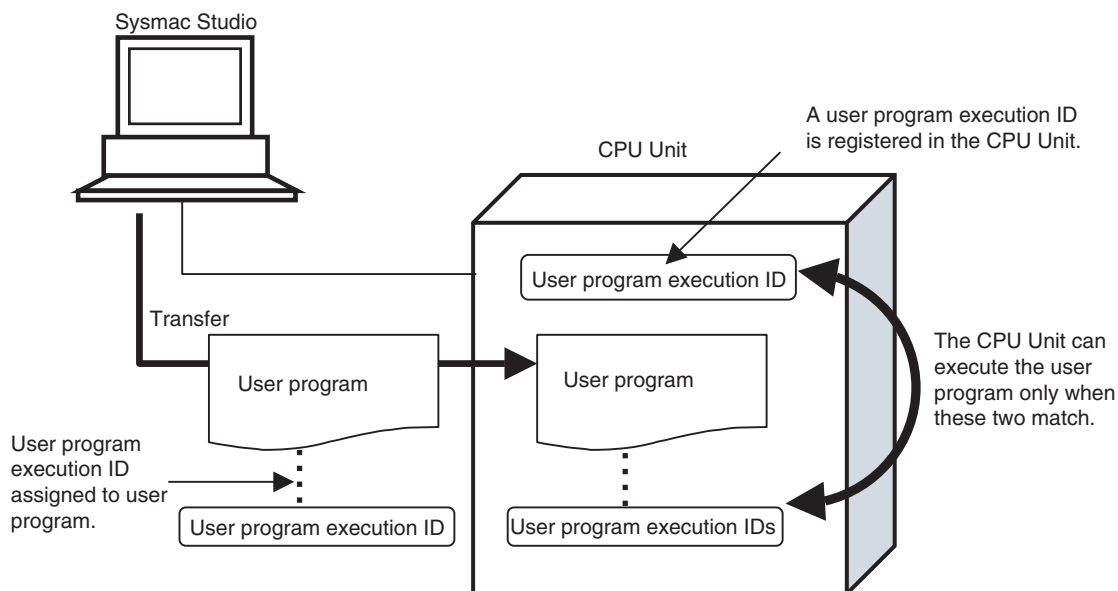 Sysmac Studio
A user program execution ID
is registered in the CPU Unit.
CPU Unit
User program execution ID
Transfer
User program
User program
The CPU Unit can
execute the user
program only when
these two match.
User program
execution ID
assigned to user
program.
User program execution ID
User program execution IDs